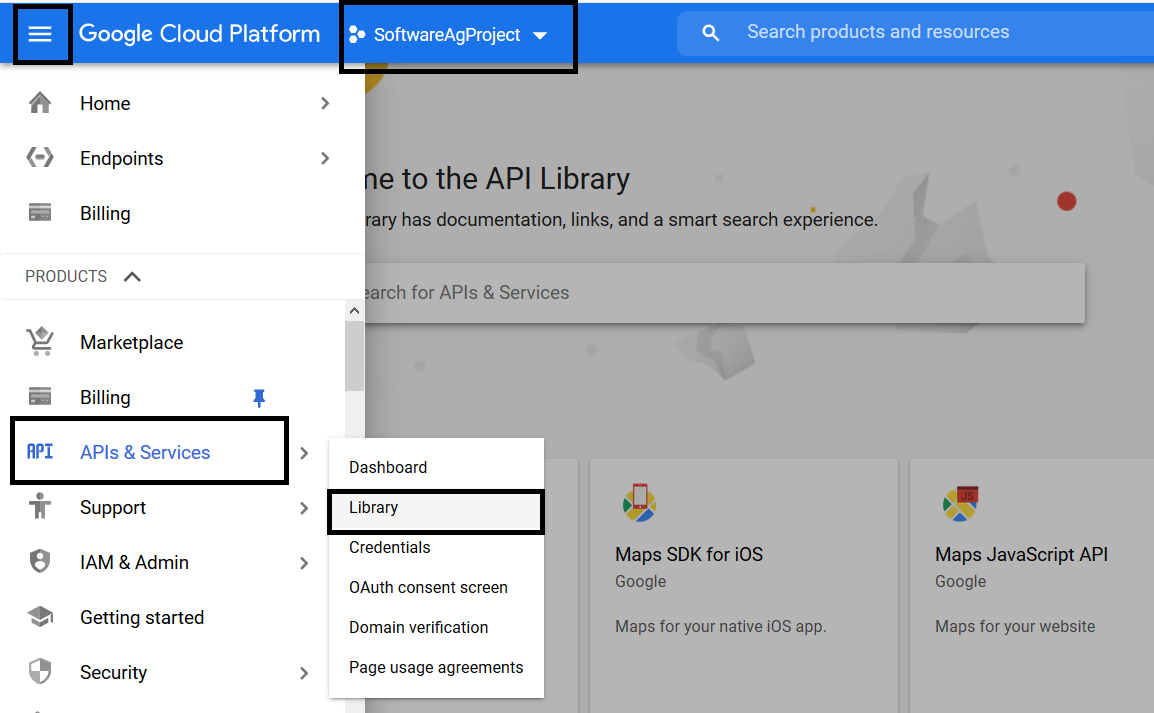 Google Cloud Platform
SoftwareAgProject
Search products and resources
Home
Endpoints
Billing
PRODUCTS
Marketplace
Billing
API APIs & Services
Support
IAM & Admin
Getting started
Security
Dashboard
Library
Credentials
OAuth consent screen
Domain verification
Page usage agreements
me to the API Library
rary has documentation, links, and a smart search experience.
earch for APIs & Services
Maps SDK for iOS
Google
Maps for your native iOS app.
JS
Maps JavaScript API
Google
Maps for your website